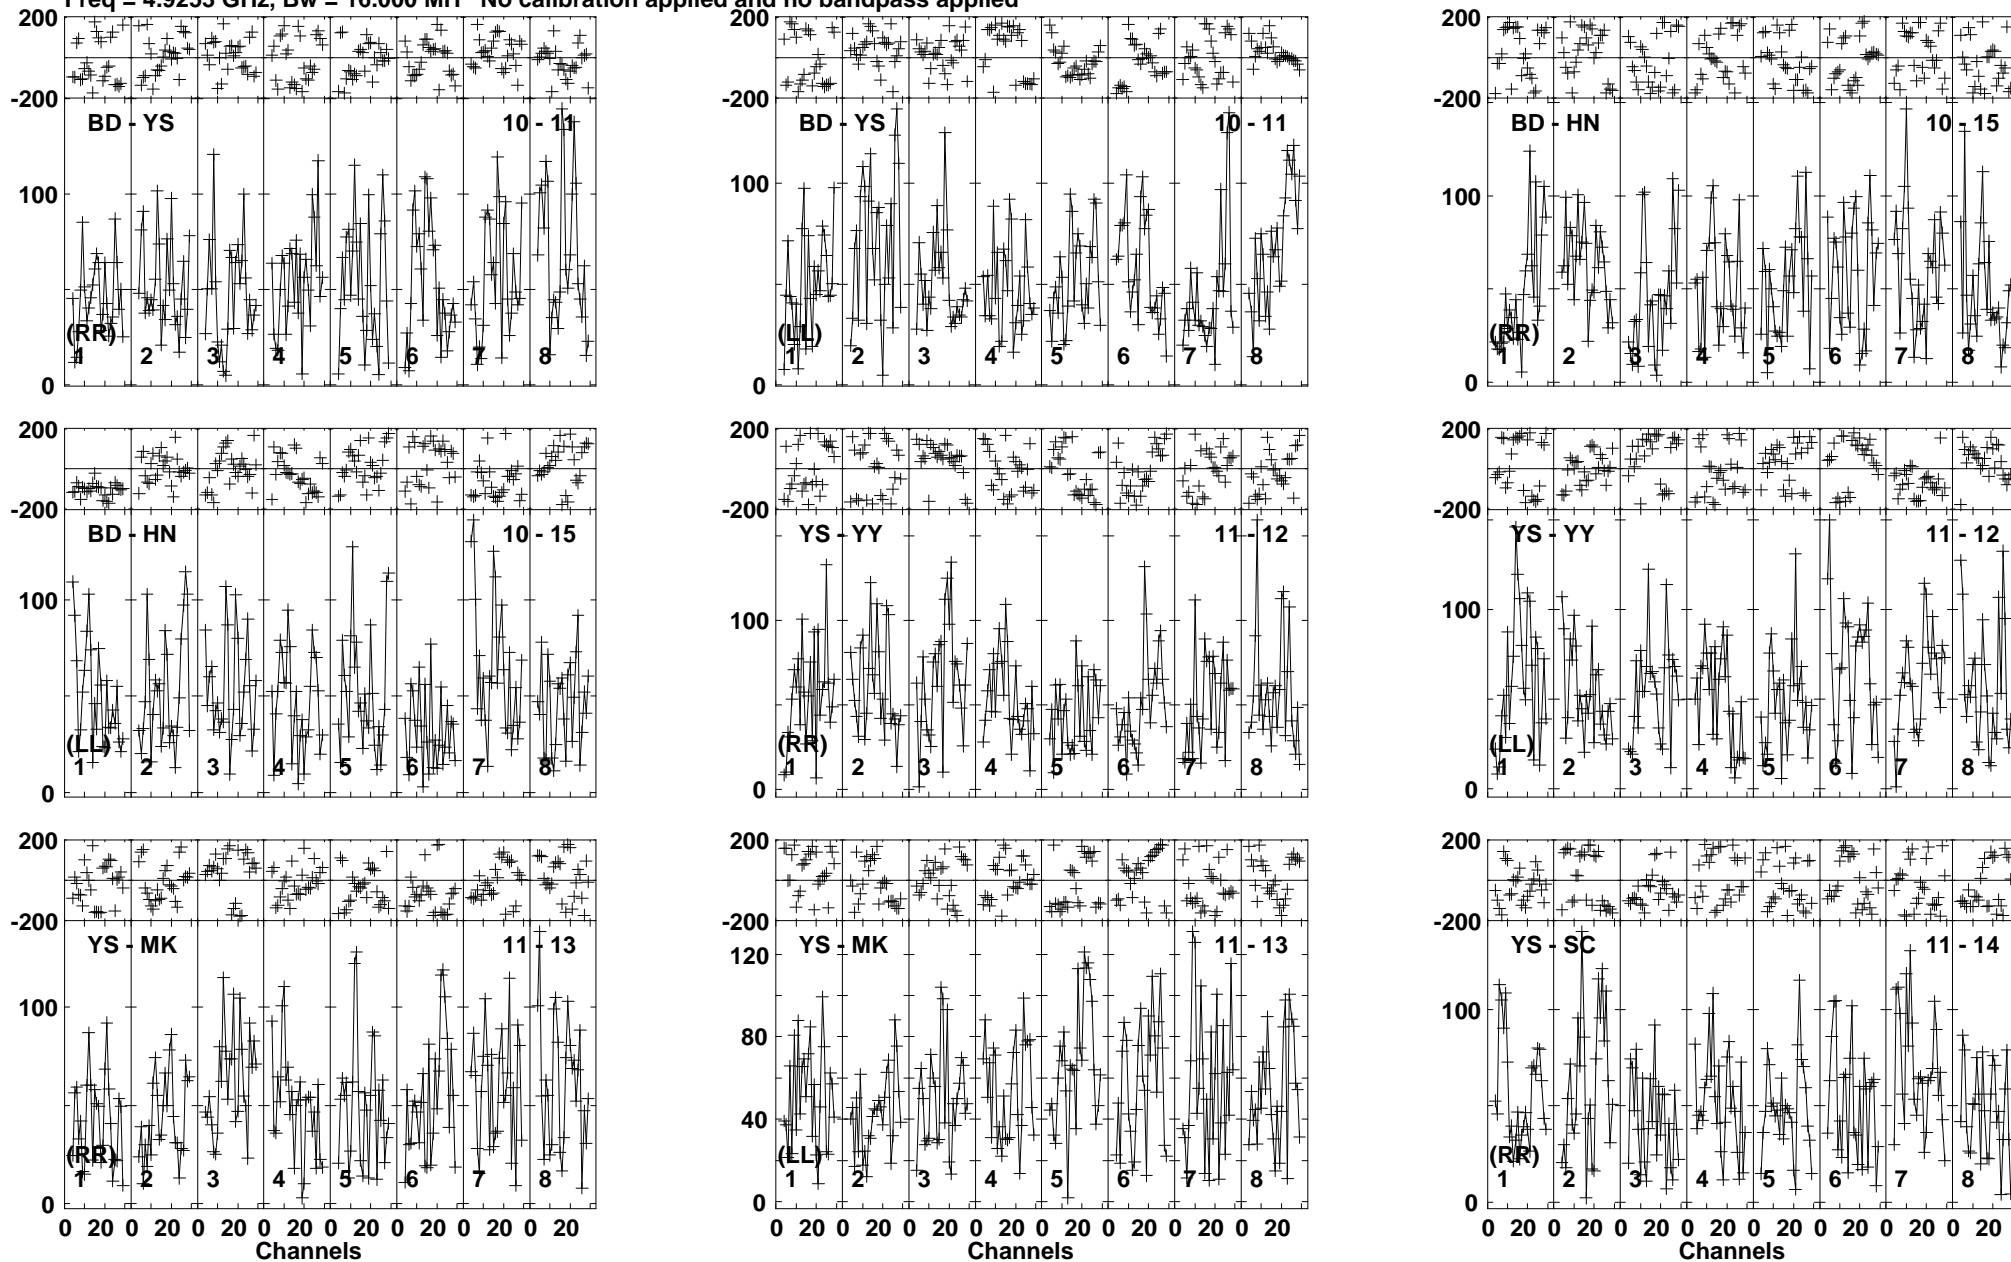 Freq = 4.9253 GHz, Bw = 16.000 MH No calibration applied and no bandpass applied
200 200 200
-200 -200 -200
BD - YS 10 - 11 BD - YS 10 - 11 BD - HN 10 - 15
100 100 100
(RR) (LL) (RR)
1 2 3 4 5 6 7 8 1 2 3 4 5 6 7 8 1 2 3 4 5 6 7 8
0 0 0
200 200 200
-200 -200 -200
BD - HN 10 - 15 YS - YY 11 - 12 YS - YY 11 - 12
100 100 100
(LL) (RR) (LL)
1 2 3 4 5 6 7 8 1 2 3 4 5 6 7 8 1 2 3 4 5 6 7 8
0 0 0
200 200 200
-200 -200 -200
YS - MK 11 - 13 YS - MK 11 - 13 YS - SC 11 - 14
120
100 100
80
40
(RR) (LL) (RR)
1 2 3 4 5 6 7 8 1 2 3 4 5 6 7 8 1 2 3 4 5 6 7 8
0 0 0
0 20 0 20 0 20 0 20 0 20 0 20 0 20 0 20 0 20 0 20 0 20 0 20 0 20 0 20 0 20 0 20 0 20 0 20 0 20 0 20 0 20 0 20 0 20 0 20
Channels Channels Channels